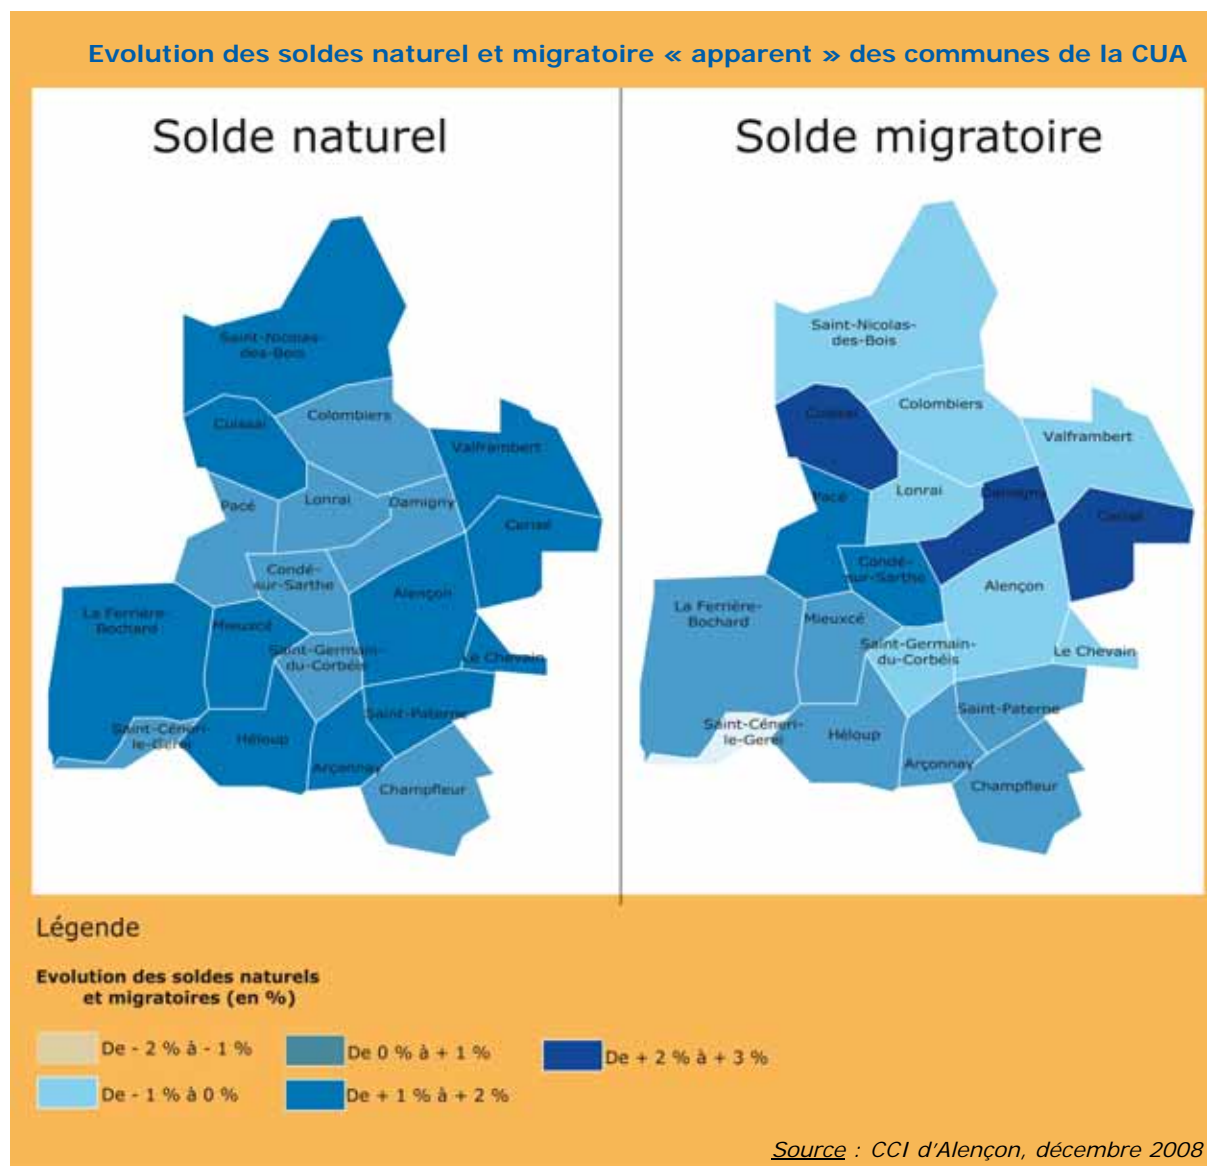 Evolution des soldes naturel et migratoire « apparent » des communes de la CUA
Solde naturel
Saint-Nicolas-
des-Bois
Colombiers
Cuissai
Valframbert
Pacé
Lonrai
Damigny
Cerisé
Condé-
sur-Sarthe
Alençon
La Ferrière-
Bochard
Mieuxcé
Saint-Germain-
du-Corbéis
Le Chevain
Saint-Paterne
Saint-Céneri-
le-Gerei
Héloup
Arçonnay
Champfleur
Solde migratoire
Saint-Nicolas-
des-Bois
Colombiers
Cuissai
Valframbert
Pacé
Lonrai
Damigny
Cerisé
Condé-
sur-Sarthe
Alençon
La Ferrière-
Bochard
Mieuxcé
Saint-Germain-
du-Corbéis
Le Chevain
Saint-Paterne
Saint-Céneri-
le-Gerei
Héloup
Arçonnay
Champfleur
Légende
Evolution des soldes naturels
et migratoires (en %)
De - 2 % à - 1 %
De 0 % à + 1 %
De + 2 % à + 3 %
De - 1 % à 0 %
De + 1 % à + 2 %
Source : CCI d'Alençon, décembre 2008